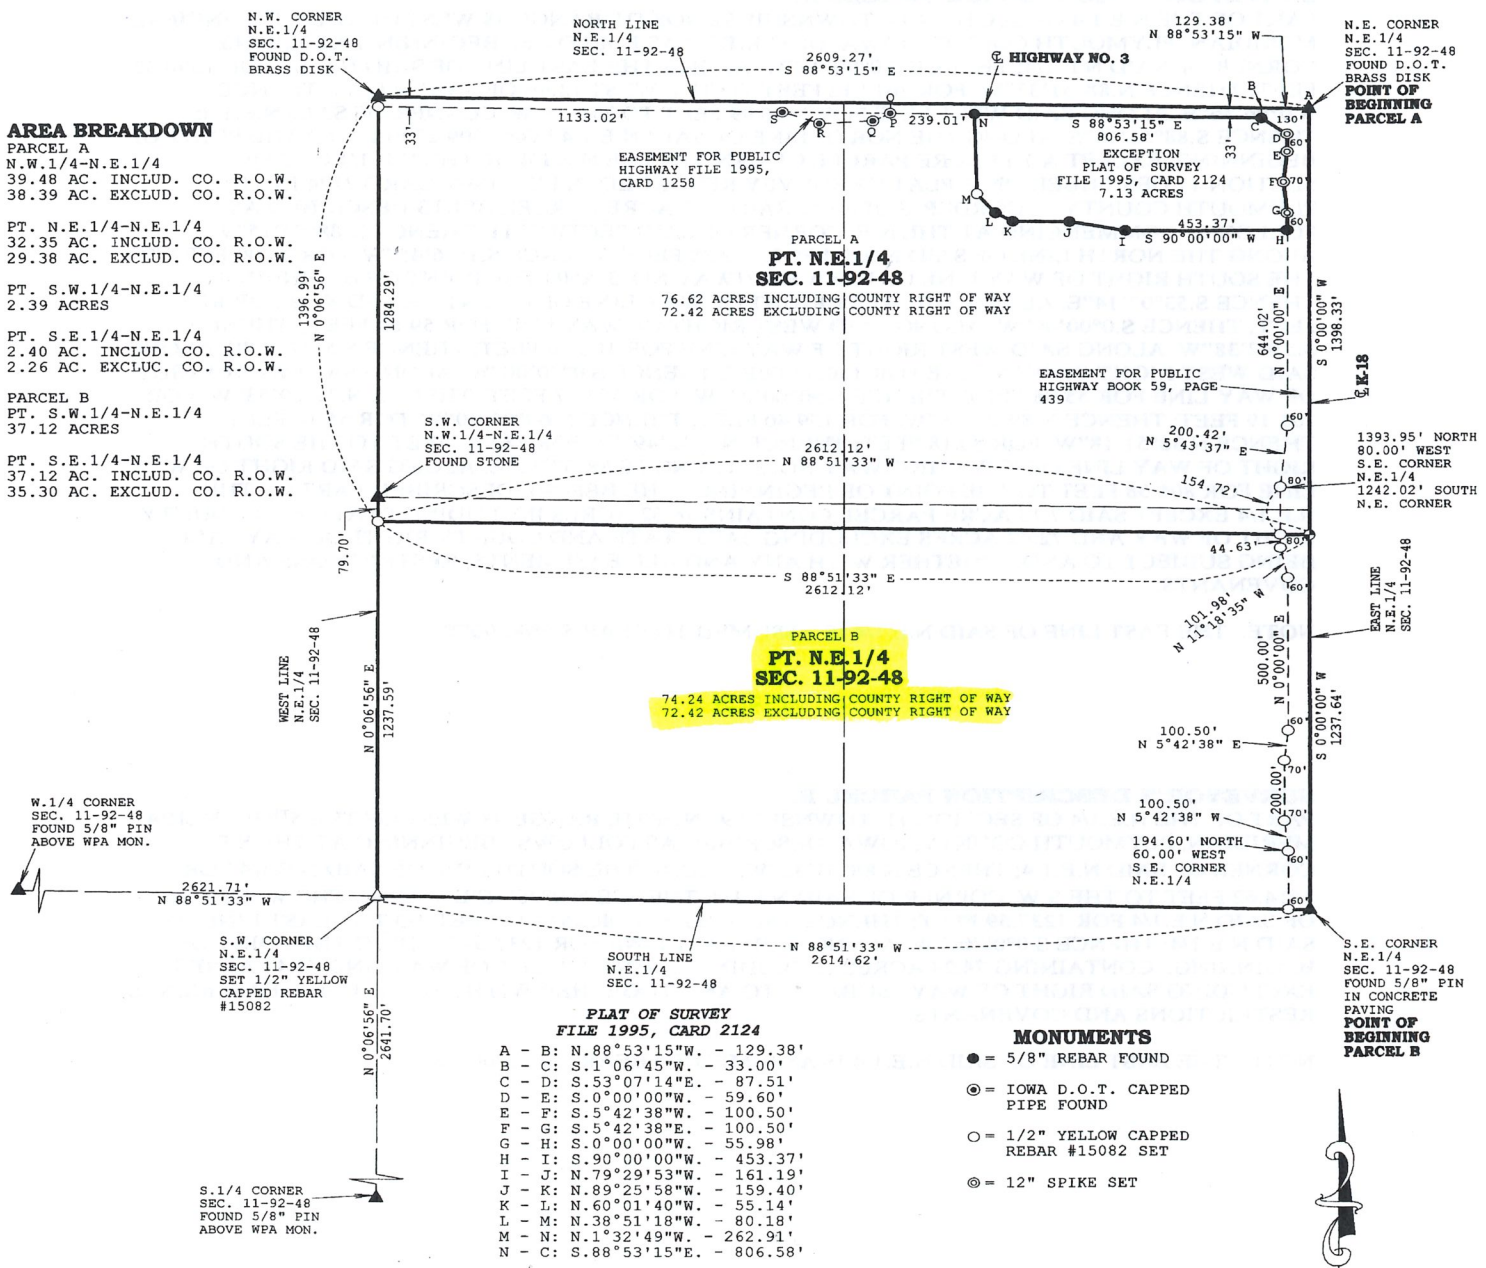 N.W. CORNER
N.E.1/4
SEC. 11-92-48
FOUND D.O.T.
BRASS DISK
NORTH LINE
N.E.1/4
SEC. 11-92-48
2609.27'
S 88°53'15" E
℄ HIGHWAY NO. 3
129.38'
N 88°53'15" W
N.E. CORNER
N.E.1/4
SEC. 11-92-48
FOUND D.O.T.
BRASS DISK
POINT OF
BEGINNING
PARCEL A
A
B
C
130'
D
60'
E
F
70'
G
60'
H
33'
1133.02'
S
R
Q
P
O
239.01'
N
S 88°53'15" E
806.58'
33'
EXCEPTION
PLAT OF SURVEY
FILE 1995, CARD 2124
7.13 ACRES
EASEMENT FOR PUBLIC
HIGHWAY FILE 1995,
CARD 1258
M
L
K
J
I
453.37'
S 90°00'00" W
AREA BREAKDOWN
PARCEL A
N.W.1/4-N.E.1/4
39.48 AC. INCLUD. CO. R.O.W.
38.39 AC. EXCLUD. CO. R.O.W.
PT. N.E.1/4-N.E.1/4
32.35 AC. INCLUD. CO. R.O.W.
29.38 AC. EXCLUD. CO. R.O.W.
PT. S.W.1/4-N.E.1/4
2.39 ACRES
PT. S.E.1/4-N.E.1/4
2.40 AC. INCLUD. CO. R.O.W.
2.26 AC. EXCLUC. CO. R.O.W.
PARCEL B
PT. S.W.1/4-N.E.1/4
37.12 ACRES
PT. S.E.1/4-N.E.1/4
37.12 AC. INCLUD. CO. R.O.W.
35.30 AC. EXCLUD. CO. R.O.W.
1396.99'
N 0°06'56" E
1284.29'
PARCEL A
PT. N.E.1/4
SEC. 11-92-48
76.62 ACRES INCLUDING COUNTY RIGHT OF WAY
72.42 ACRES EXCLUDING COUNTY RIGHT OF WAY
644.02'
N 0°00'00" E
S 0°00'00" W
1398.33'
EASEMENT FOR PUBLIC
HIGHWAY BOOK 59, PAGE
439
℄ K-18
60'
200.42'
N 5°43'37" E
S.W. CORNER
N.W.1/4-N.E.1/4
SEC. 11-92-48
FOUND STONE
2612.12'
N 88°51'33" W
154.72'
80'
1393.95' NORTH
80.00' WEST
S.E. CORNER
N.E.1/4
1242.02' SOUTH
N.E. CORNER
79.70'
44.63'
80'
60'
S 88°51'33" E
2612.12'
101.98'
N 11°18'35" W
EAST LINE
N.E.1/4
SEC. 11-92-48
WEST LINE
N.E.1/4
SEC. 11-92-48
N 0°06'56" E
1237.59'
PARCEL B
PT. N.E.1/4
SEC. 11-92-48
74.24 ACRES INCLUDING COUNTY RIGHT OF WAY
72.42 ACRES EXCLUDING COUNTY RIGHT OF WAY
500.00'
N 0°00'00" E
60'
S 0°00'00" W
1237.64'
100.50'
N 5°42'38" E
70'
200.00'
100.50'
N 5°42'38" W
70'
194.60' NORTH
60.00' WEST
S.E. CORNER
N.E.1/4
60'
60'
W.1/4 CORNER
SEC. 11-92-48
FOUND 5/8" PIN
ABOVE WPA MON.
2621.71'
N 88°51'33" W
S.W. CORNER
N.E.1/4
SEC. 11-92-48
SET 1/2" YELLOW
CAPPED REBAR
#15082
N 0°06'56" E
2641.70'
SOUTH LINE
N.E.1/4
SEC. 11-92-48
N 88°51'33" W
2614.62'
S.E. CORNER
N.E.1/4
SEC. 11-92-48
FOUND 5/8" PIN
IN CONCRETE
PAVING
POINT OF
BEGINNING
PARCEL B
S.1/4 CORNER
SEC. 11-92-48
FOUND 5/8" PIN
ABOVE WPA MON.
PLAT OF SURVEY
FILE 1995, CARD 2124
A - B: N.88°53'15"W. - 129.38'
B - C: S.1°06'45"W. - 33.00'
C - D: S.53°07'14"E. - 87.51'
D - E: S.0°00'00"W. - 59.60'
E - F: S.5°42'38"W. - 100.50'
F - G: S.5°42'38"E. - 100.50'
G - H: S.0°00'00"W. - 55.98'
H - I: S.90°00'00"W. - 453.37'
I - J: N.79°29'53"W. - 161.19'
J - K: N.89°25'58"W. - 159.40'
K - L: N.60°01'40"W. - 55.14'
L - M: N.38°51'18"W. - 80.18'
M - N: N.1°32'49"W. - 262.91'
N - C: S.88°53'15"E. - 806.58'
MONUMENTS
= 5/8" REBAR FOUND
= IOWA D.O.T. CAPPED
PIPE FOUND
= 1/2" YELLOW CAPPED
REBAR #15082 SET
= 12" SPIKE SET